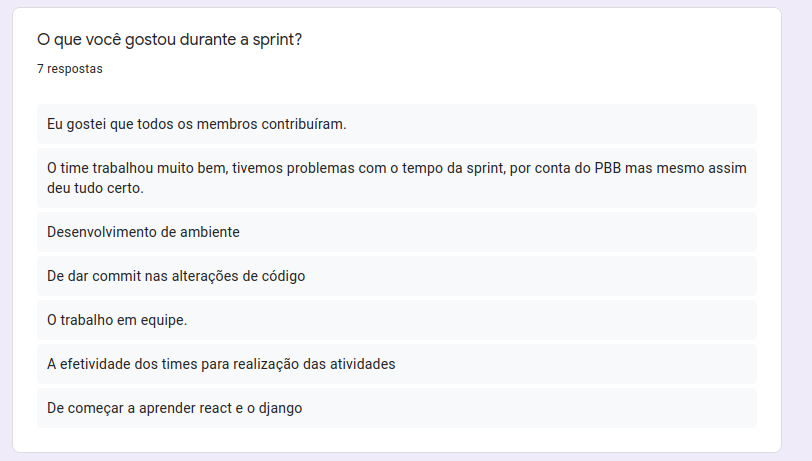 O que você gostou durante a sprint?
7 respostas
Eu gostei que todos os membros contribuíram.
O time trabalhou muito bem, tivemos problemas com o tempo da sprint, por conta do PBB mas mesmo assim
deu tudo certo.
Desenvolvimento de ambiente
De dar commit nas alterações de código
O trabalho em equipe.
A efetividade dos times para realização das atividades
De começar a aprender react e o django